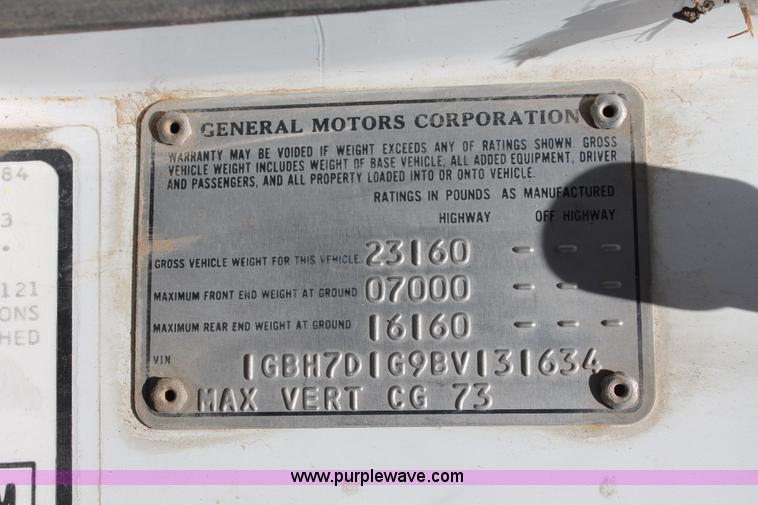 GENERAL MOTORS CORPORATION
WARRANTY MAY BE VOIDED IF WEIGHT EXCEEDS ANY OF RATINGS SHOWN. GROSS
VEHICLE WEIGHT INCLUDES WEIGHT OF BASE VEHICLE, ALL ADDED EQUIPMENT, DRIVER
AND PASSENGERS, AND ALL PROPERTY LOADED INTO OR ONTO VEHICLE.
RATINGS IN POUNDS AS MANUFACTURED
HIGHWAY OFF HIGHWAY
GROSS VEHICLE WEIGHT FOR THIS VEHICLE 23160 - - -
MAXIMUM FRONT END WEIGHT AT GROUND 07000 - - -
MAXIMUM REAR END WEIGHT AT GROUND 16160 - - -
VIN 1GBH7D1G9BV131634
MAX VERT CG 73
84
3
121
ONS
HED
M
www.purplewave.com